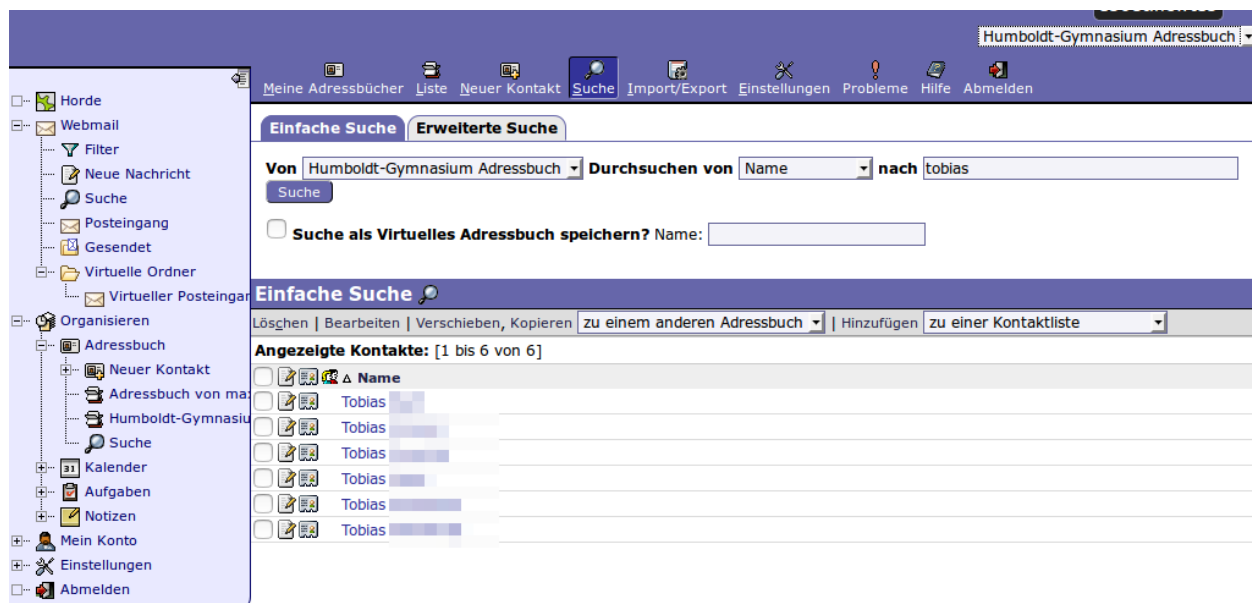 Humboldt-Gymnasium Adressbuch
Meine Adressbücher Liste Neuer Kontakt Suche Import/Export Einstellungen Probleme Hilfe Abmelden
Horde
Webmail
Filter
Neue Nachricht
Suche
Posteingang
Gesendet
Virtuelle Ordner
Virtueller Posteingan
Organisieren
Adressbuch
Neuer Kontakt
Adressbuch von max
Humboldt-Gymnasiu
Suche
31 Kalender
Aufgaben
Notizen
Mein Konto
Einstellungen
Abmelden
Einfache Suche Erweiterte Suche
Von Humboldt-Gymnasium Adressbuch Durchsuchen von Name nach tobias
Suche
Suche als Virtuelles Adressbuch speichern? Name:
Einfache Suche
Löschen | Bearbeiten | Verschieben, Kopieren zu einem anderen Adressbuch | Hinzufügen zu einer Kontaktliste
Angezeigte Kontakte: [1 bis 6 von 6]
Name
Tobias
Tobias
Tobias
Tobias
Tobias
Tobias